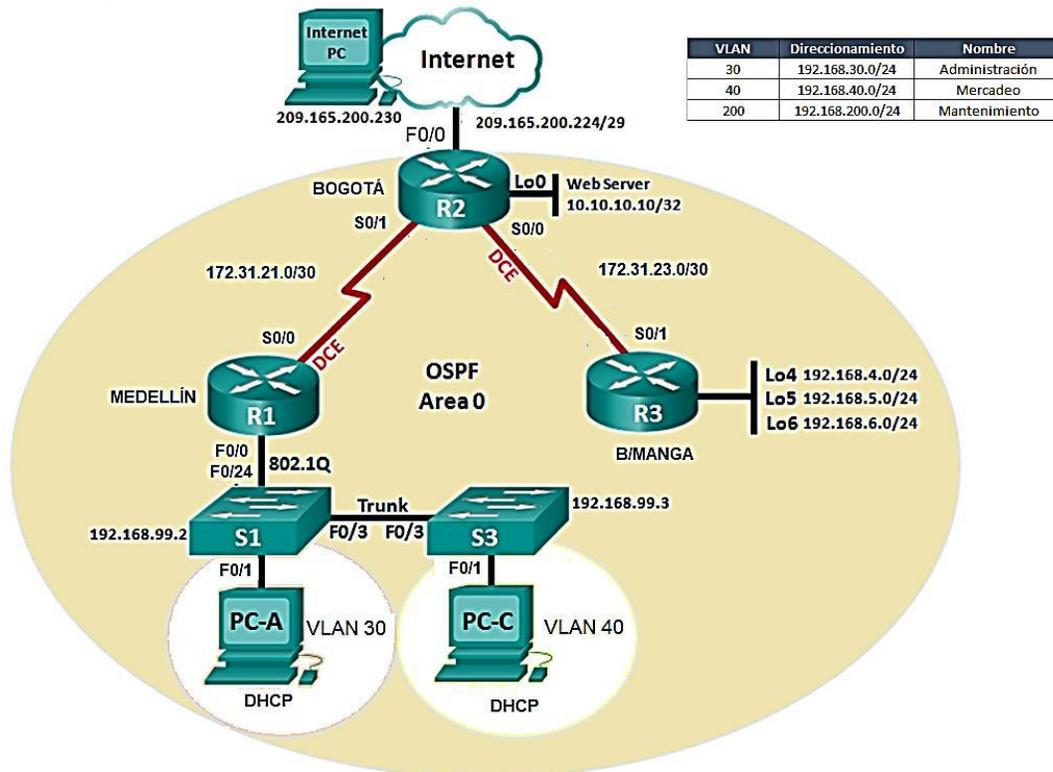 Internet
PC
Internet
209.165.200.230
209.165.200.224/29
F0/0
VLAN Direccionamiento Nombre
30 192.168.30.0/24 Administración
40 192.168.40.0/24 Mercadeo
200 192.168.200.0/24 Mantenimiento
BOGOTÁ
R2
Lo0
Web Server
10.10.10.10/32
S0/1
S0/0
DCE
172.31.21.0/30
172.31.23.0/30
S0/0
DCE
S0/1
MEDELLÍN
R1
OSPF
Area 0
R3
B/MANGA
Lo4 192.168.4.0/24
Lo5 192.168.5.0/24
Lo6 192.168.6.0/24
F0/0
F0/24
802.1Q
192.168.99.2
S1
Trunk
F0/3 F0/3
S3
192.168.99.3
F0/1
F0/1
PC-A
VLAN 30
DHCP
PC-C
VLAN 40
DHCP